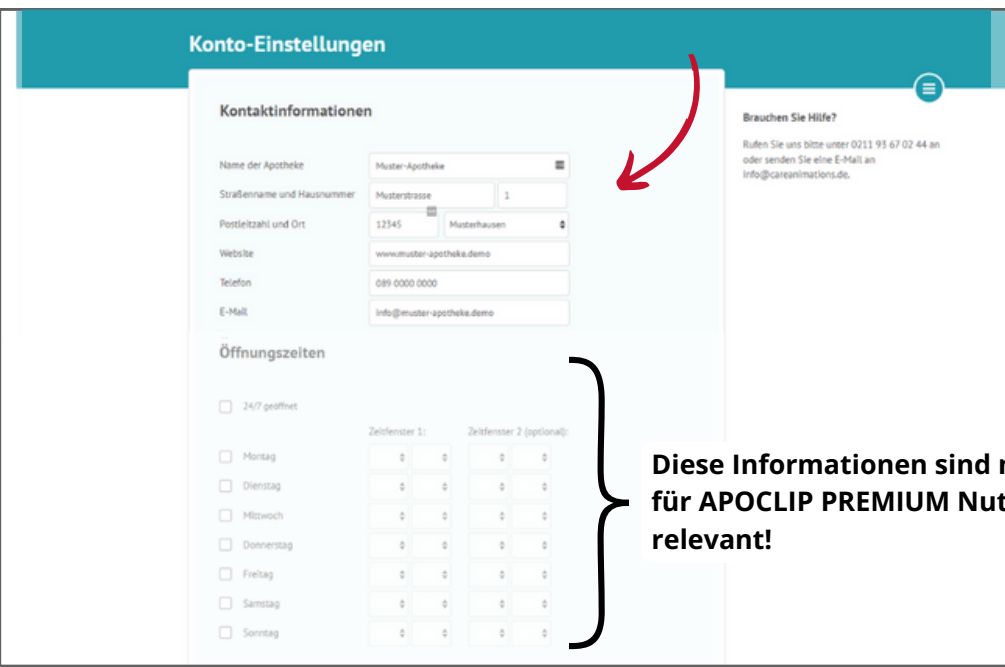 Konto-Einstellungen
Kontaktinformationen
Name der Apotheke Muster-Apotheke
Straßenname und Hausnummer Musterstrasse 1
Postleitzahl und Ort 12345 Musterhausen
Website www.muster-apotheke.demo
Telefon 089 0000 0000
E-Mail info@muster-apotheke.demo
Brauchen Sie Hilfe?
Rufen Sie uns bitte unter 0211 93 67 02 44 an
oder senden Sie eine E-Mail an
info@careanimations.de.
Öffnungszeiten
24/7 geöffnet
Zeitfenster 1: Zeitfenster 2 (optional):
Montag
Dienstag
Mittwoch
Donnerstag
Freitag
Samstag
Sonntag
Diese Informationen sind
für APOCLIP PREMIUM
relevant!